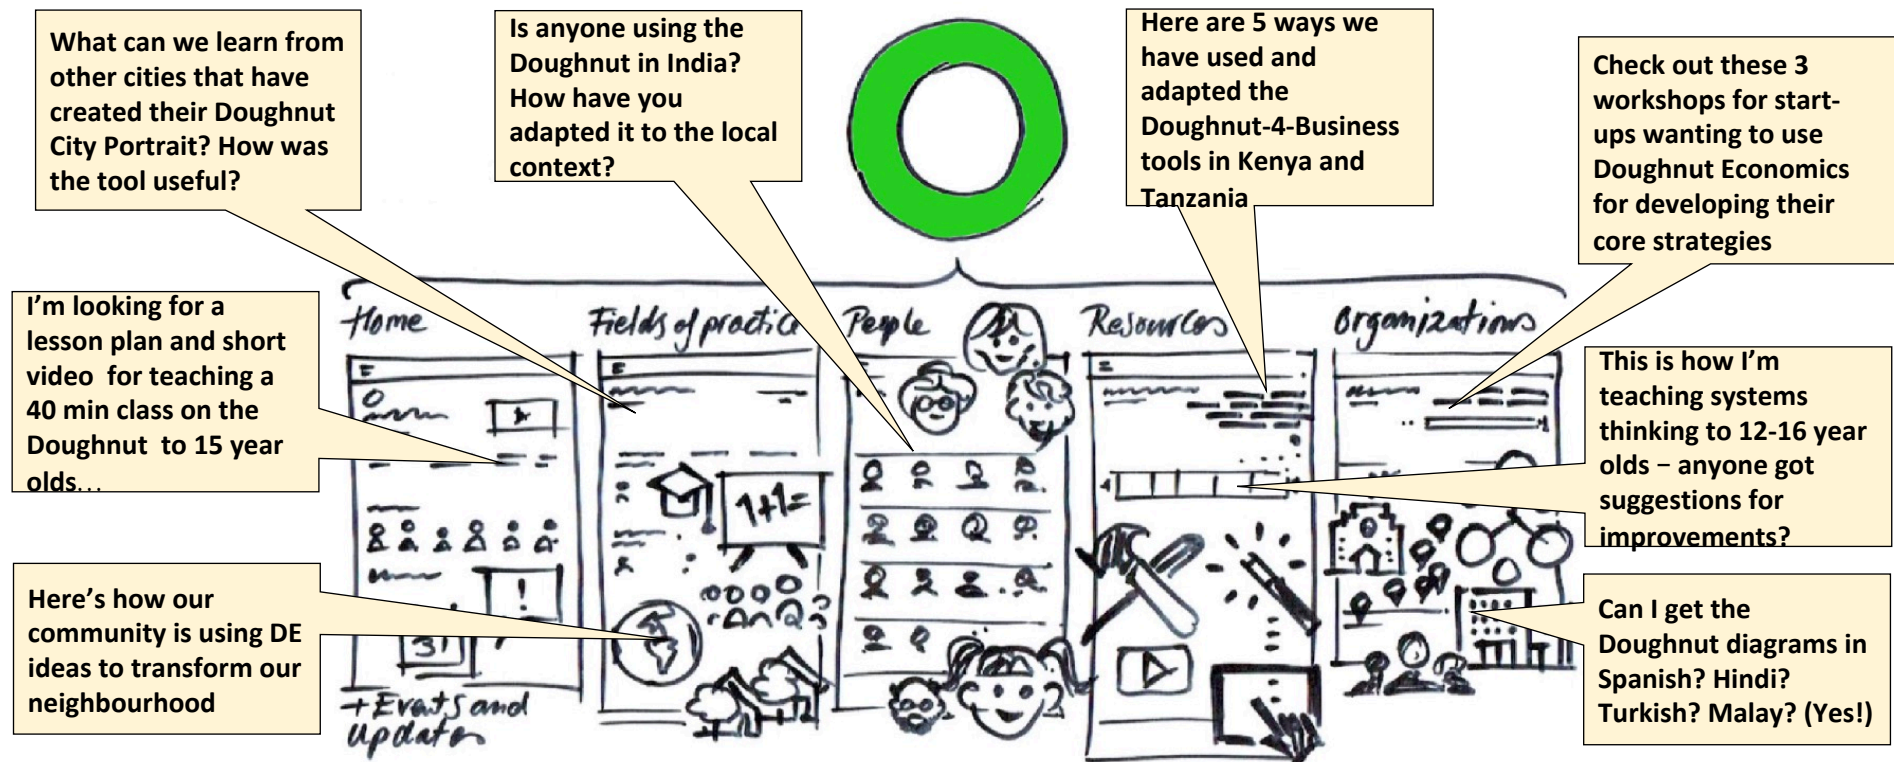 What can we learn from
other cities that have
created their Doughnut
City Portrait? How was
the tool useful?
Is anyone using the
Doughnut in India?
How have you
adapted it to the local
context?
Here are 5 ways we
have used and
adapted the
Doughnut-4-Business
tools in Kenya and
Tanzania
Check out these 3
workshops for start-
ups wanting to use
Doughnut Economics
for developing their
core strategies
I’m looking for a
lesson plan and short
video for teaching a
40 min class on the
Doughnut to 15 year
olds…
Home
Fields of practice
People
Resources
Organizations
This is how I’m
teaching systems
thinking to 12-16 year
olds – anyone got
suggestions for
improvements?
1+1=
!
31
Here’s how our
community is using DE
ideas to transform our
neighbourhood
+ Events and
updates
Can I get the
Doughnut diagrams in
Spanish? Hindi?
Turkish? Malay? (Yes!)